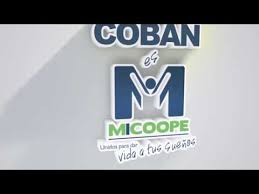 COBAN
es
MICOOPE
Unidos para dar
vida a tus sueños